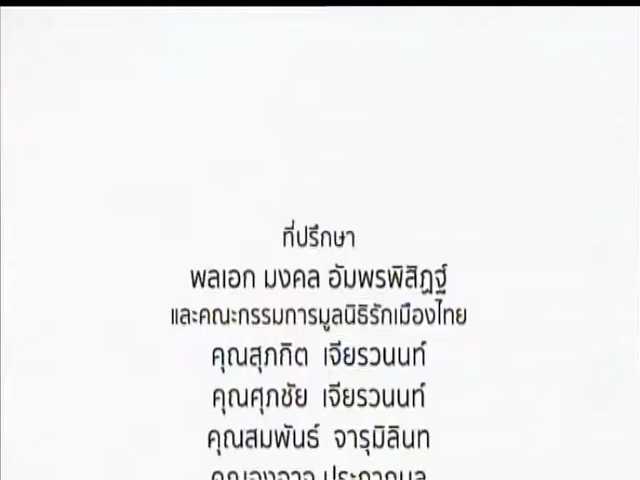 ที่ปรึกษา
พลเอก มงคล อัมพรพิสิฏฐ์
และคณะกรรมการมูลนิธิรักเมืองไทย
คุณสุภกิต เจียรวนนท์
คุณศุภชัย เจียรวนนท์
คุณสมพันธ์ จารุมิลินท